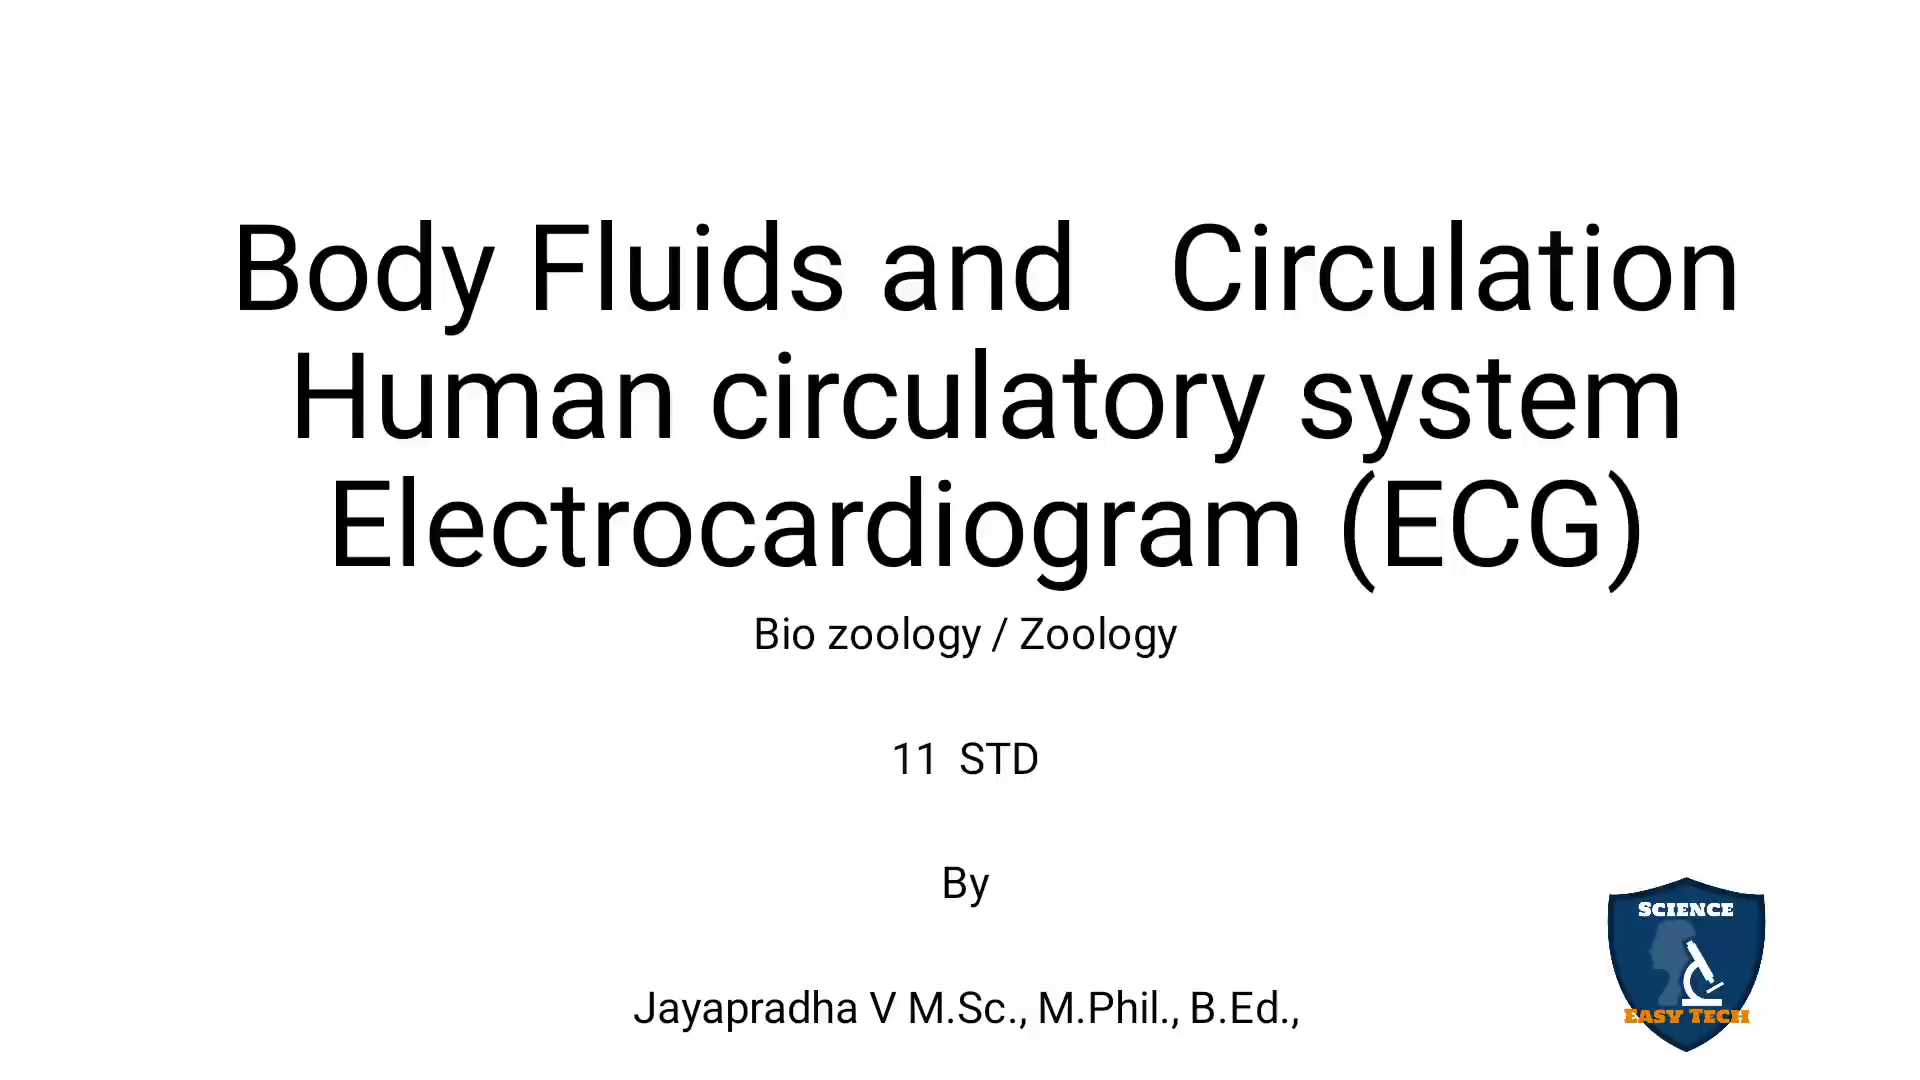 Body Fluids and   Circulation
Human circulatory system
Electrocardiogram (ECG)
Bio zoology / Zoology
11  STD
By
Jayapradha V M.Sc., M.Phil., B.Ed.,
SCIENCE
EASY TECH